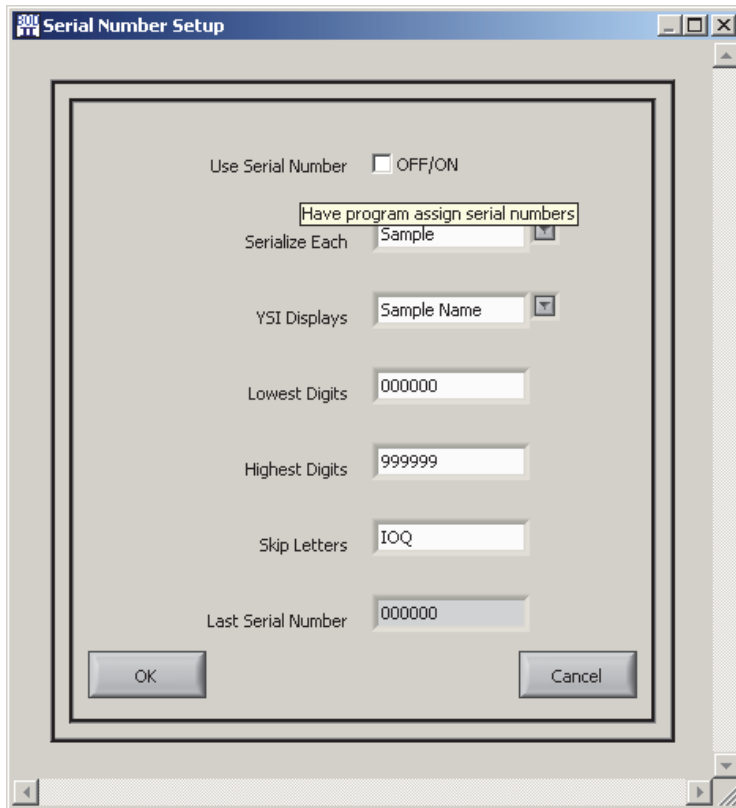 Serial Number Setup
Use Serial Number OFF/ON
Have program assign serial numbers
Serialize Each Sample
YSI Displays Sample Name
Lowest Digits 000000
Highest Digits 999999
Skip Letters IOQ
Last Serial Number 000000
OK Cancel